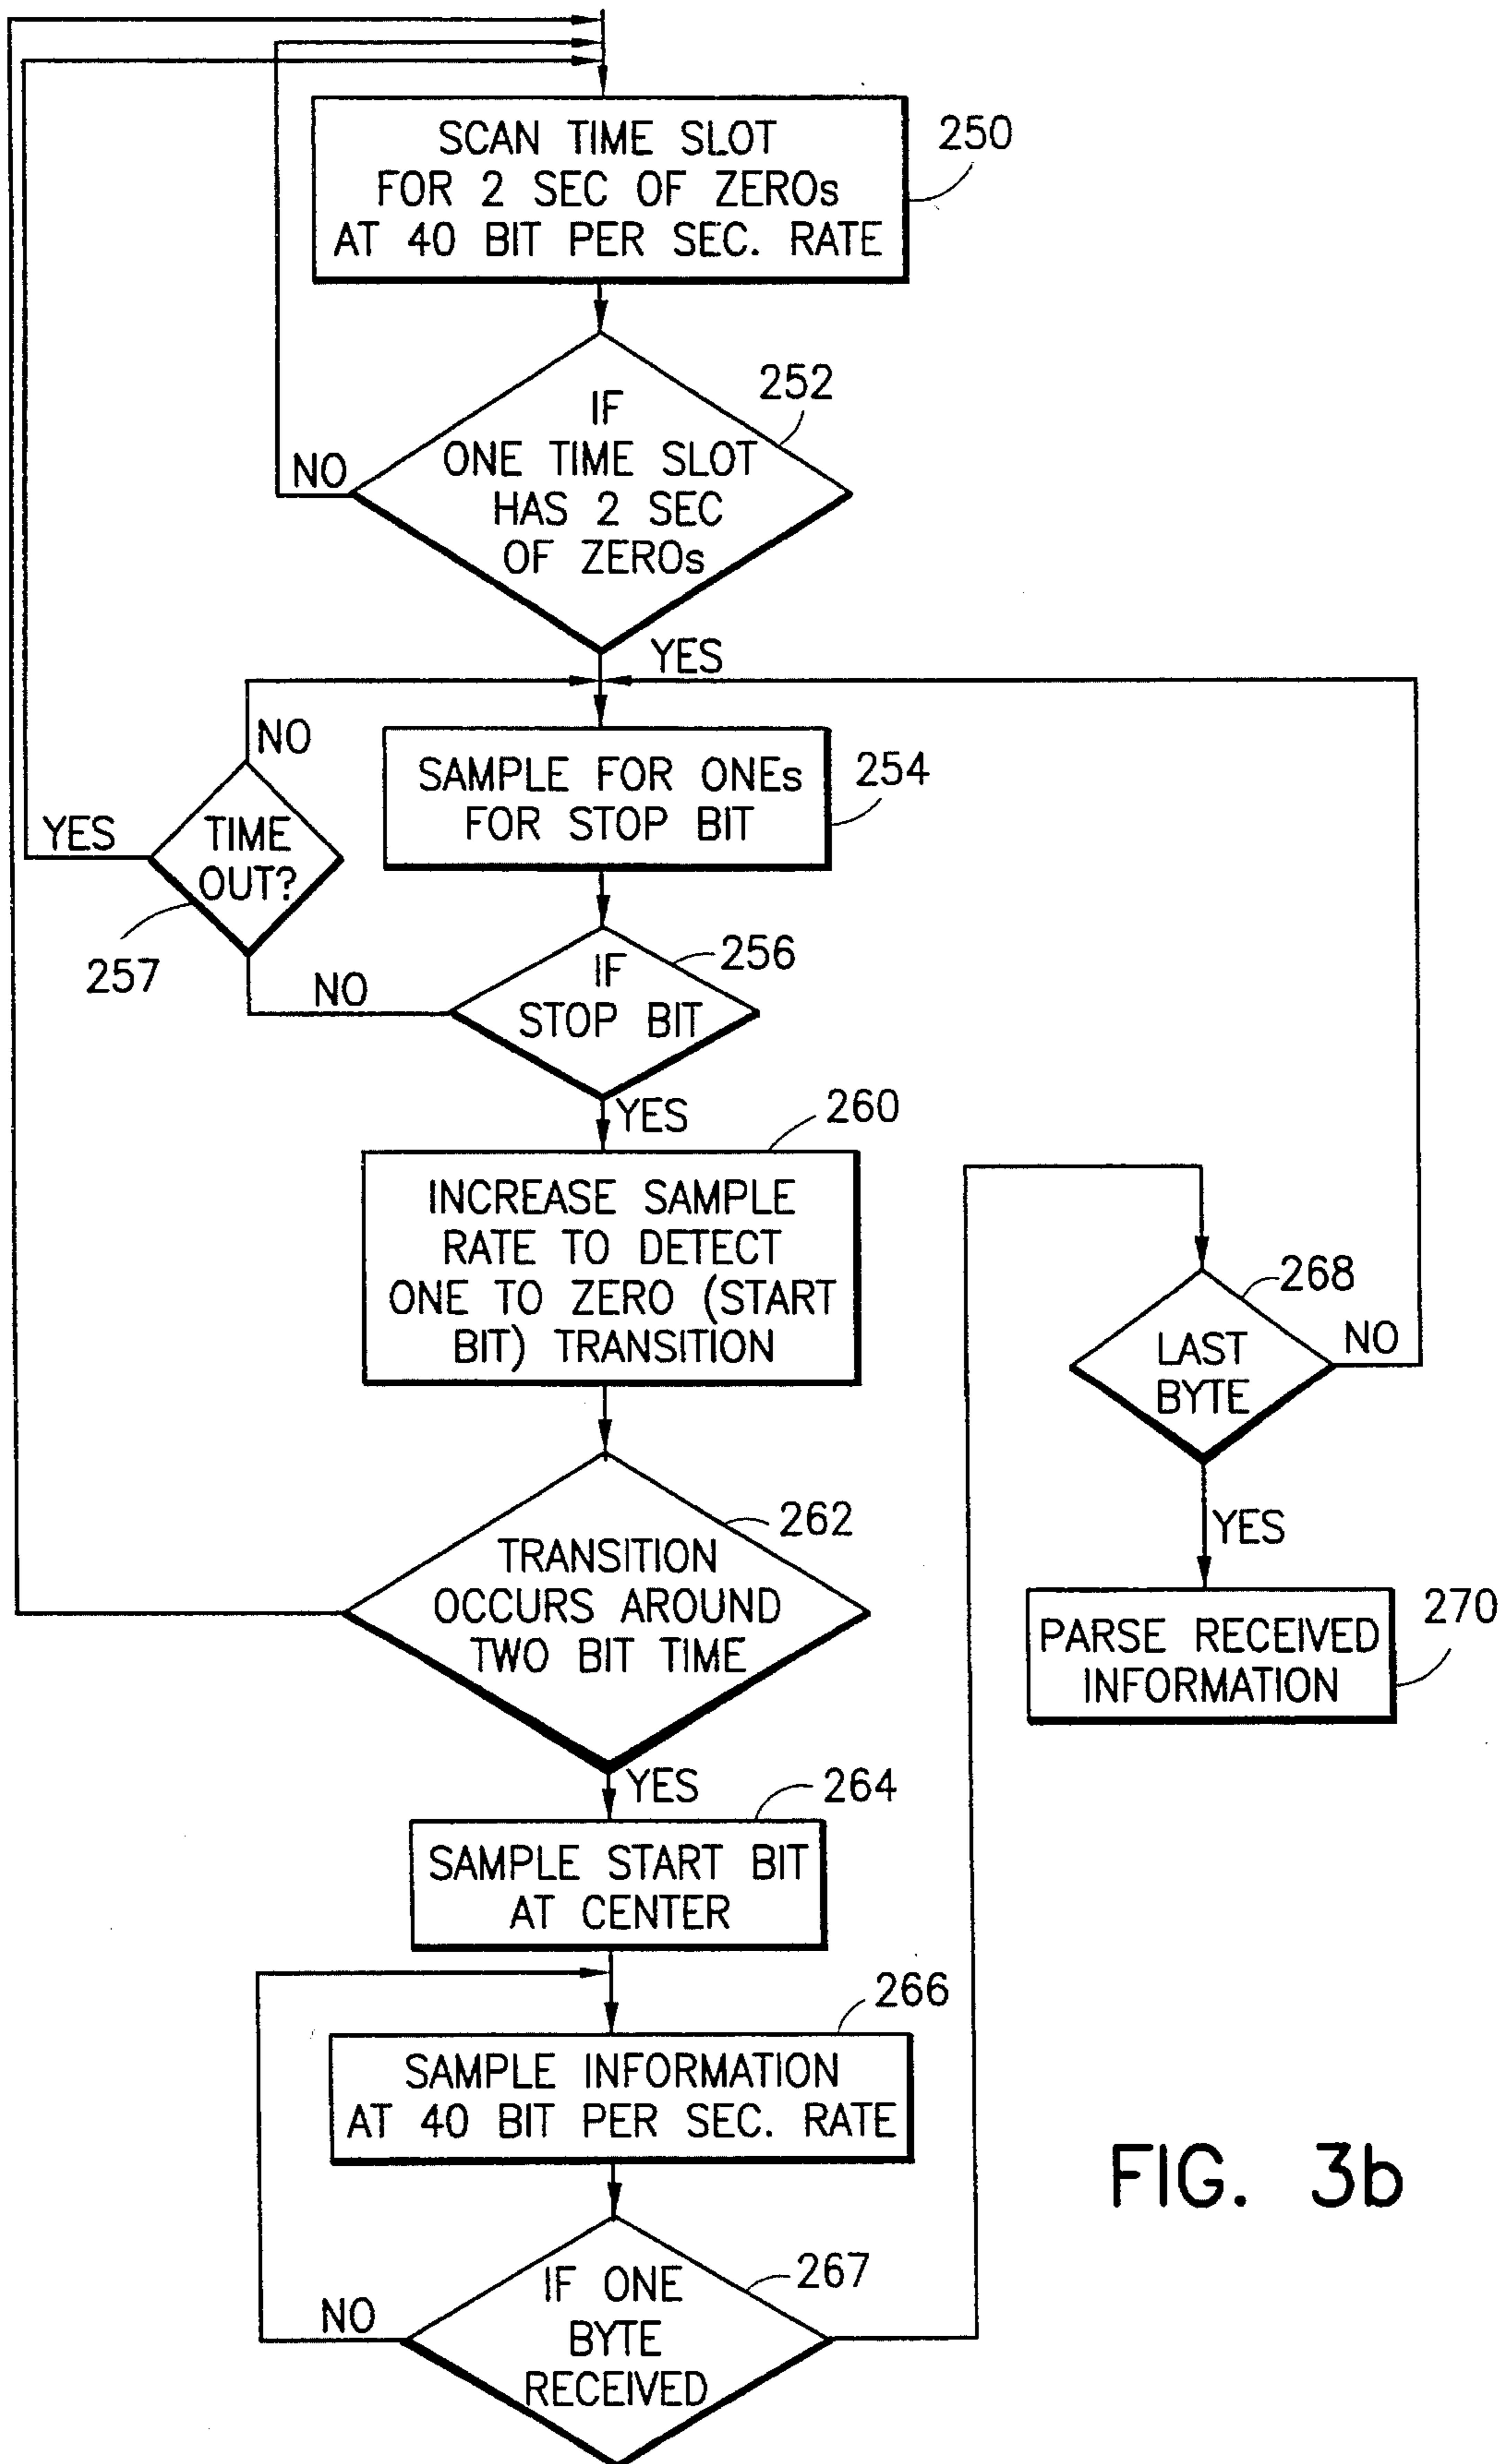 SCAN TIME SLOT
FOR 2 SEC OF ZEROs
AT 40 BIT PER SEC. RATE
250
IF
ONE TIME SLOT
HAS 2 SEC
OF ZEROs
252
NO
YES
NO
SAMPLE FOR ONEs
FOR STOP BIT
254
YES
TIME
OUT?
257
NO
IF
STOP BIT
256
YES
260
INCREASE SAMPLE
RATE TO DETECT
ONE TO ZERO (START
BIT) TRANSITION
262
TRANSITION
OCCURS AROUND
TWO BIT TIME
YES
264
SAMPLE START BIT
AT CENTER
266
SAMPLE INFORMATION
AT 40 BIT PER SEC. RATE
NO
IF ONE
BYTE
RECEIVED
267
268
LAST
BYTE
NO
YES
PARSE RECEIVED
INFORMATION
270
FIG. 3b